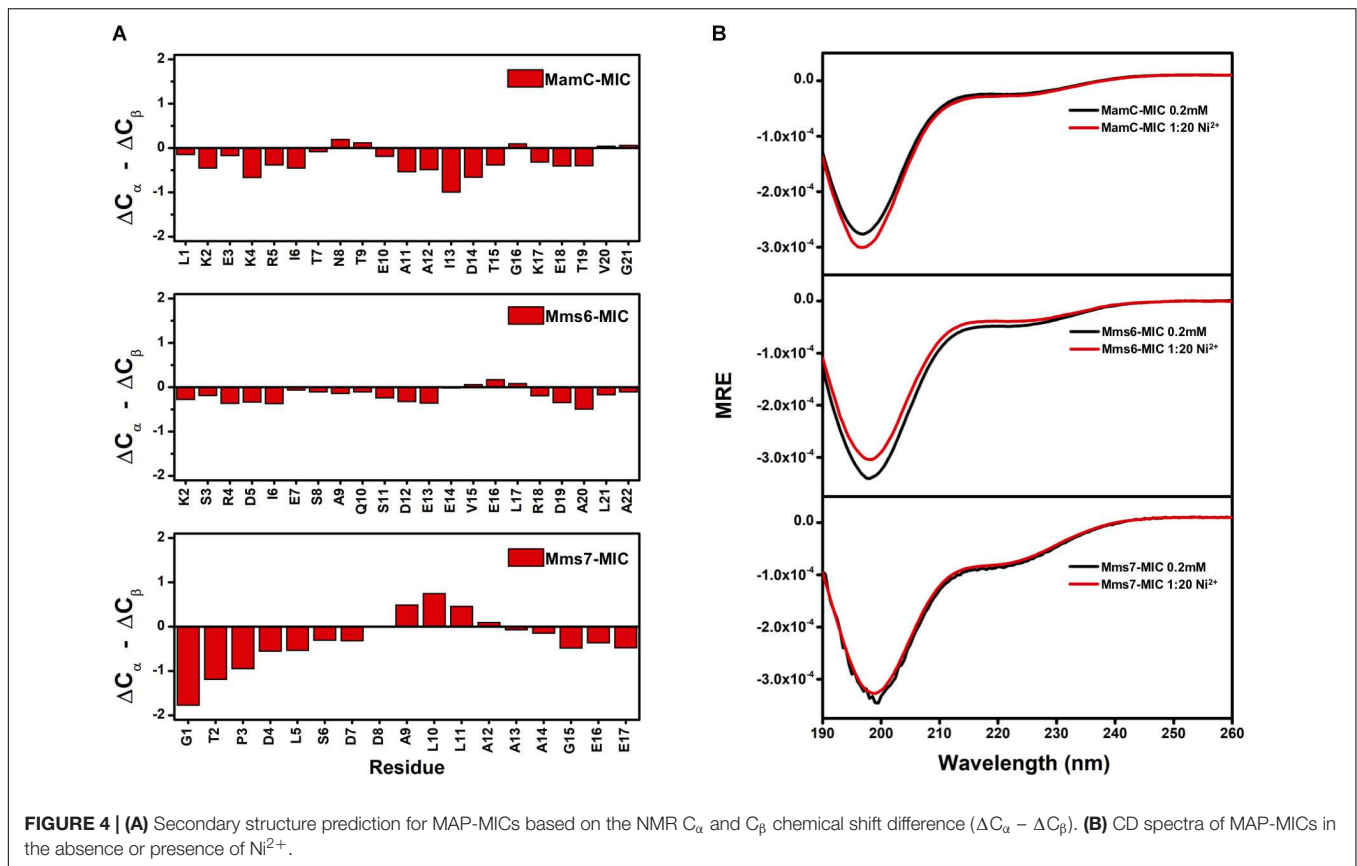 A
2
1
0
-1
-2
ΔCα - ΔCβ
MamC-MIC
L1 K2 E3 K4 R5 I6 T7 N8 T9 E10 A11 A12 I13 D14 T15 G16 K17 E18 T19 V20 G21
2
1
0
-1
-2
ΔCα - ΔCβ
Mms6-MIC
K2 S3 R4 D5 I6 E7 S8 A9 Q10 S11 D12 E13 E14 V15 E16 L17 R18 D19 A20 L21 A22
2
1
0
-1
-2
ΔCα - ΔCβ
Mms7-MIC
G1 T2 P3 D4 L5 S6 D7 D8 A9 L10 L11 A12 A13 A14 G15 E16 E17
Residue
B
MRE
0.0
-1.0x10⁻⁴
-2.0x10⁻⁴
-3.0x10⁻⁴
MamC-MIC 0.2mM
MamC-MIC 1:20 Ni²⁺
0.0
-1.0x10⁻⁴
-2.0x10⁻⁴
-3.0x10⁻⁴
Mms6-MIC 0.2mM
Mms6-MIC 1:20 Ni²⁺
0.0
-1.0x10⁻⁴
-2.0x10⁻⁴
-3.0x10⁻⁴
Mms7-MIC 0.2mM
Mms7-MIC 1:20 Ni²⁺
190 200 210 220 230 240 250 260
Wavelength (nm)
FIGURE 4 | (A) Secondary structure prediction for MAP-MICs based on the NMR Cα and Cβ chemical shift difference (ΔCα – ΔCβ). (B) CD spectra of MAP-MICs in
the absence or presence of Ni²⁺.